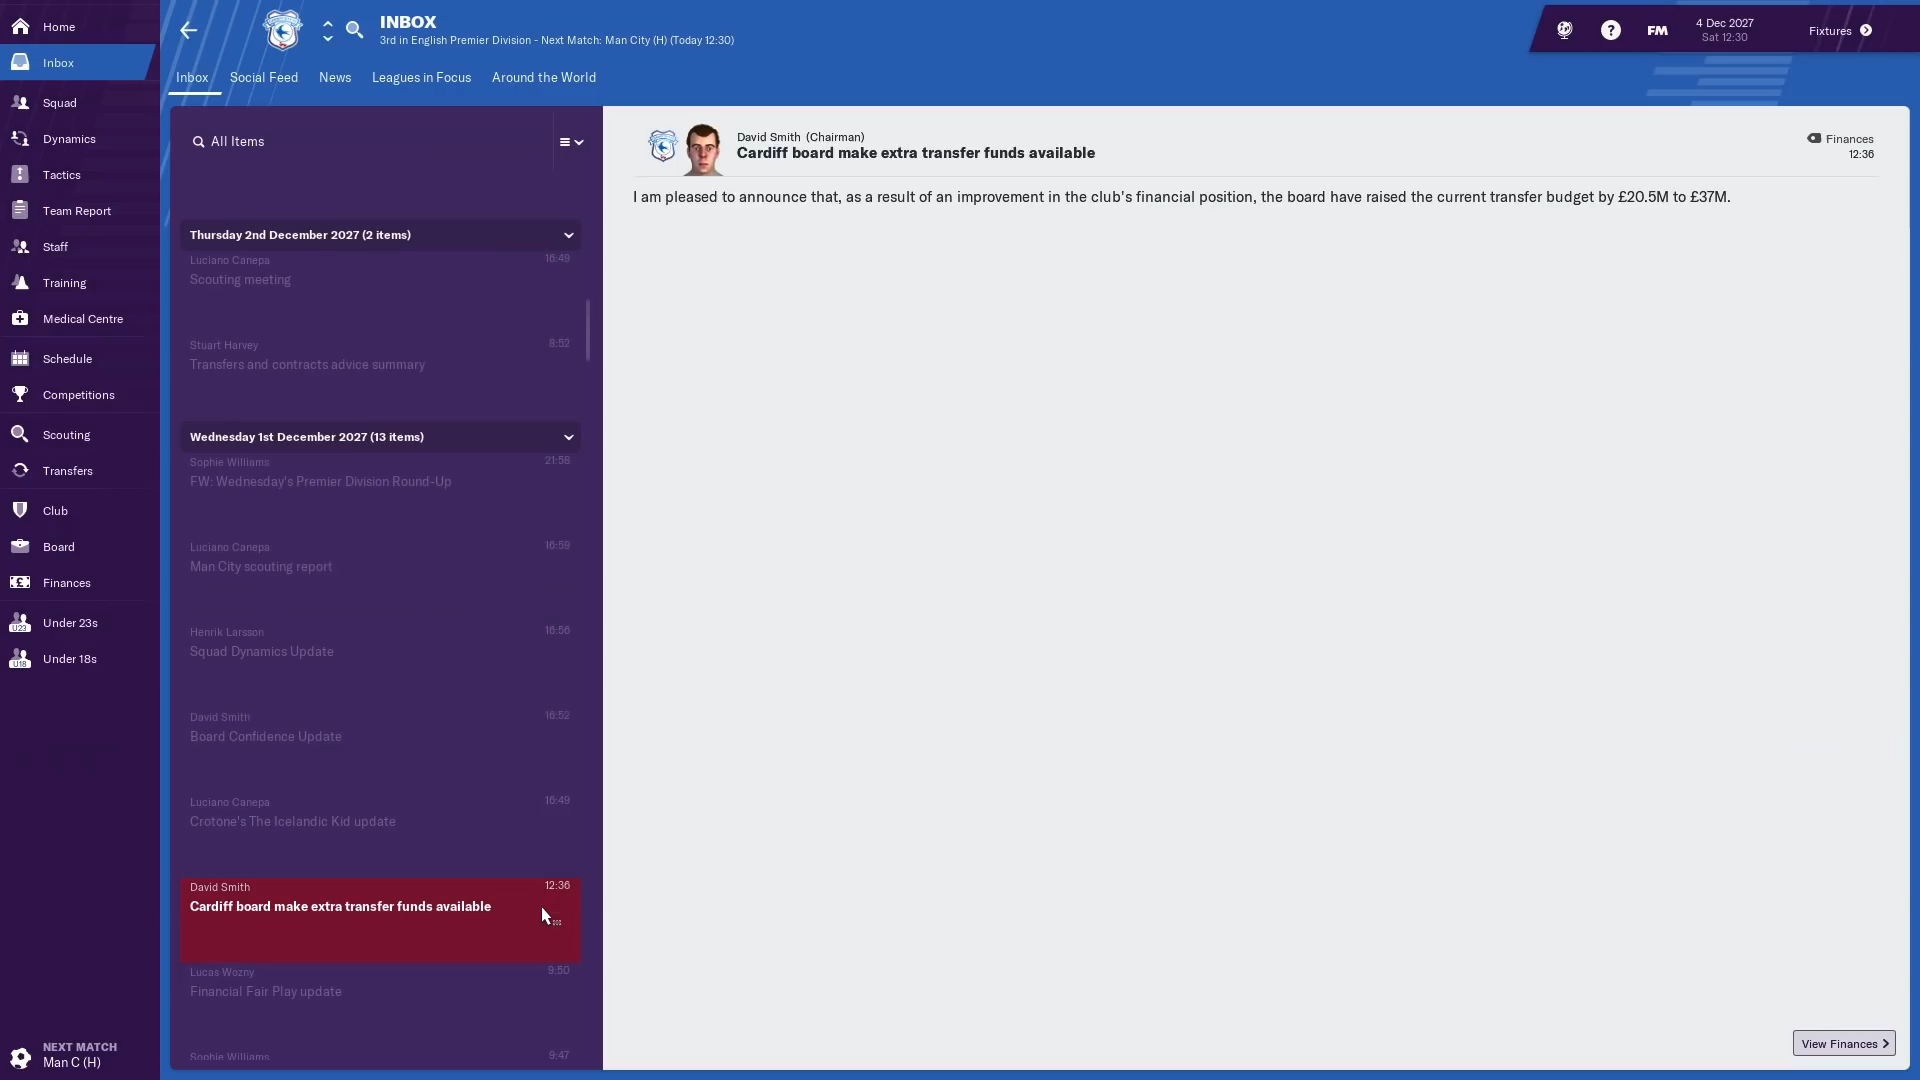 Home
Inbox
Squad
Dynamics
Tactics
Team Report
Staff
Training
Medical Centre
Schedule
Competitions
Scouting
Transfers
Club
Board
Finances
U23
Under 23s
U18
Under 18s
NEXT MATCH
Man C (H)
INBOX
3rd in English Premier Division - Next Match: Man City (H) (Today 12:30)
FM
4 Dec 2027
Sat 12:30
Fixtures
Inbox Social Feed News Leagues in Focus Around the World
All Items
Thursday 2nd December 2027 (2 items)
Luciano Canepa 16:49
Scouting meeting
Stuart Harvey 8:52
Transfers and contracts advice summary
Wednesday 1st December 2027 (13 items)
Sophie Williams 21:58
FW: Wednesday's Premier Division Round-Up
Luciano Canepa 16:59
Man City scouting report
Henrik Larsson 16:56
Squad Dynamics Update
David Smith 16:52
Board Confidence Update
Luciano Canepa 16:49
Crotone's The Icelandic Kid update
David Smith 12:36
Cardiff board make extra transfer funds available
Lucas Wozny 9:50
Financial Fair Play update
Sophie Williams 9:47
David Smith (Chairman)
Cardiff board make extra transfer funds available
Finances
12:36
I am pleased to announce that, as a result of an improvement in the club's financial position, the board have raised the current transfer budget by £20.5M to £37M.
View Finances